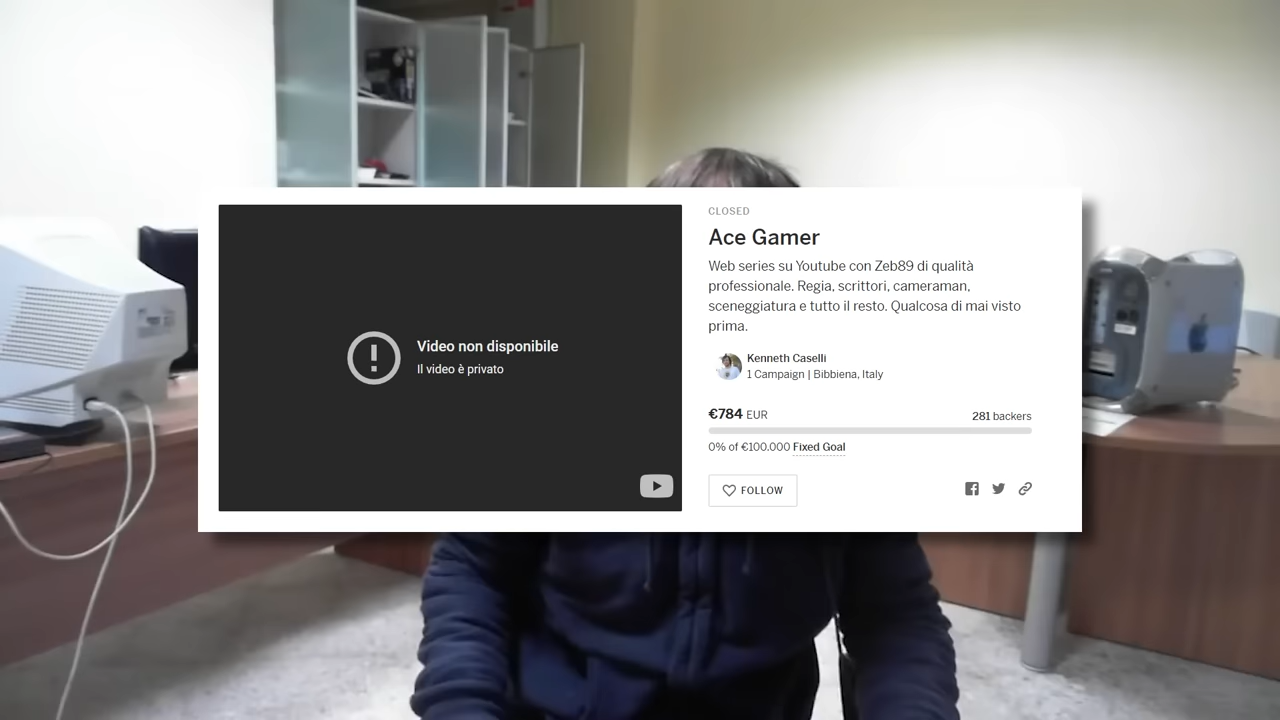 CLOSED
Ace Gamer
Web series su Youtube con Zeb89 di qualità
professionale. Regia, scrittori, cameraman,
sceneggiatura e tutto il resto. Qualcosa di mai visto
prima.
Video non disponibile
Il video è privato
Kenneth Caselli
1 Campaign | Bibbiena, Italy
€784 EUR
281 backers
0% of €100.000 Fixed Goal
FOLLOW